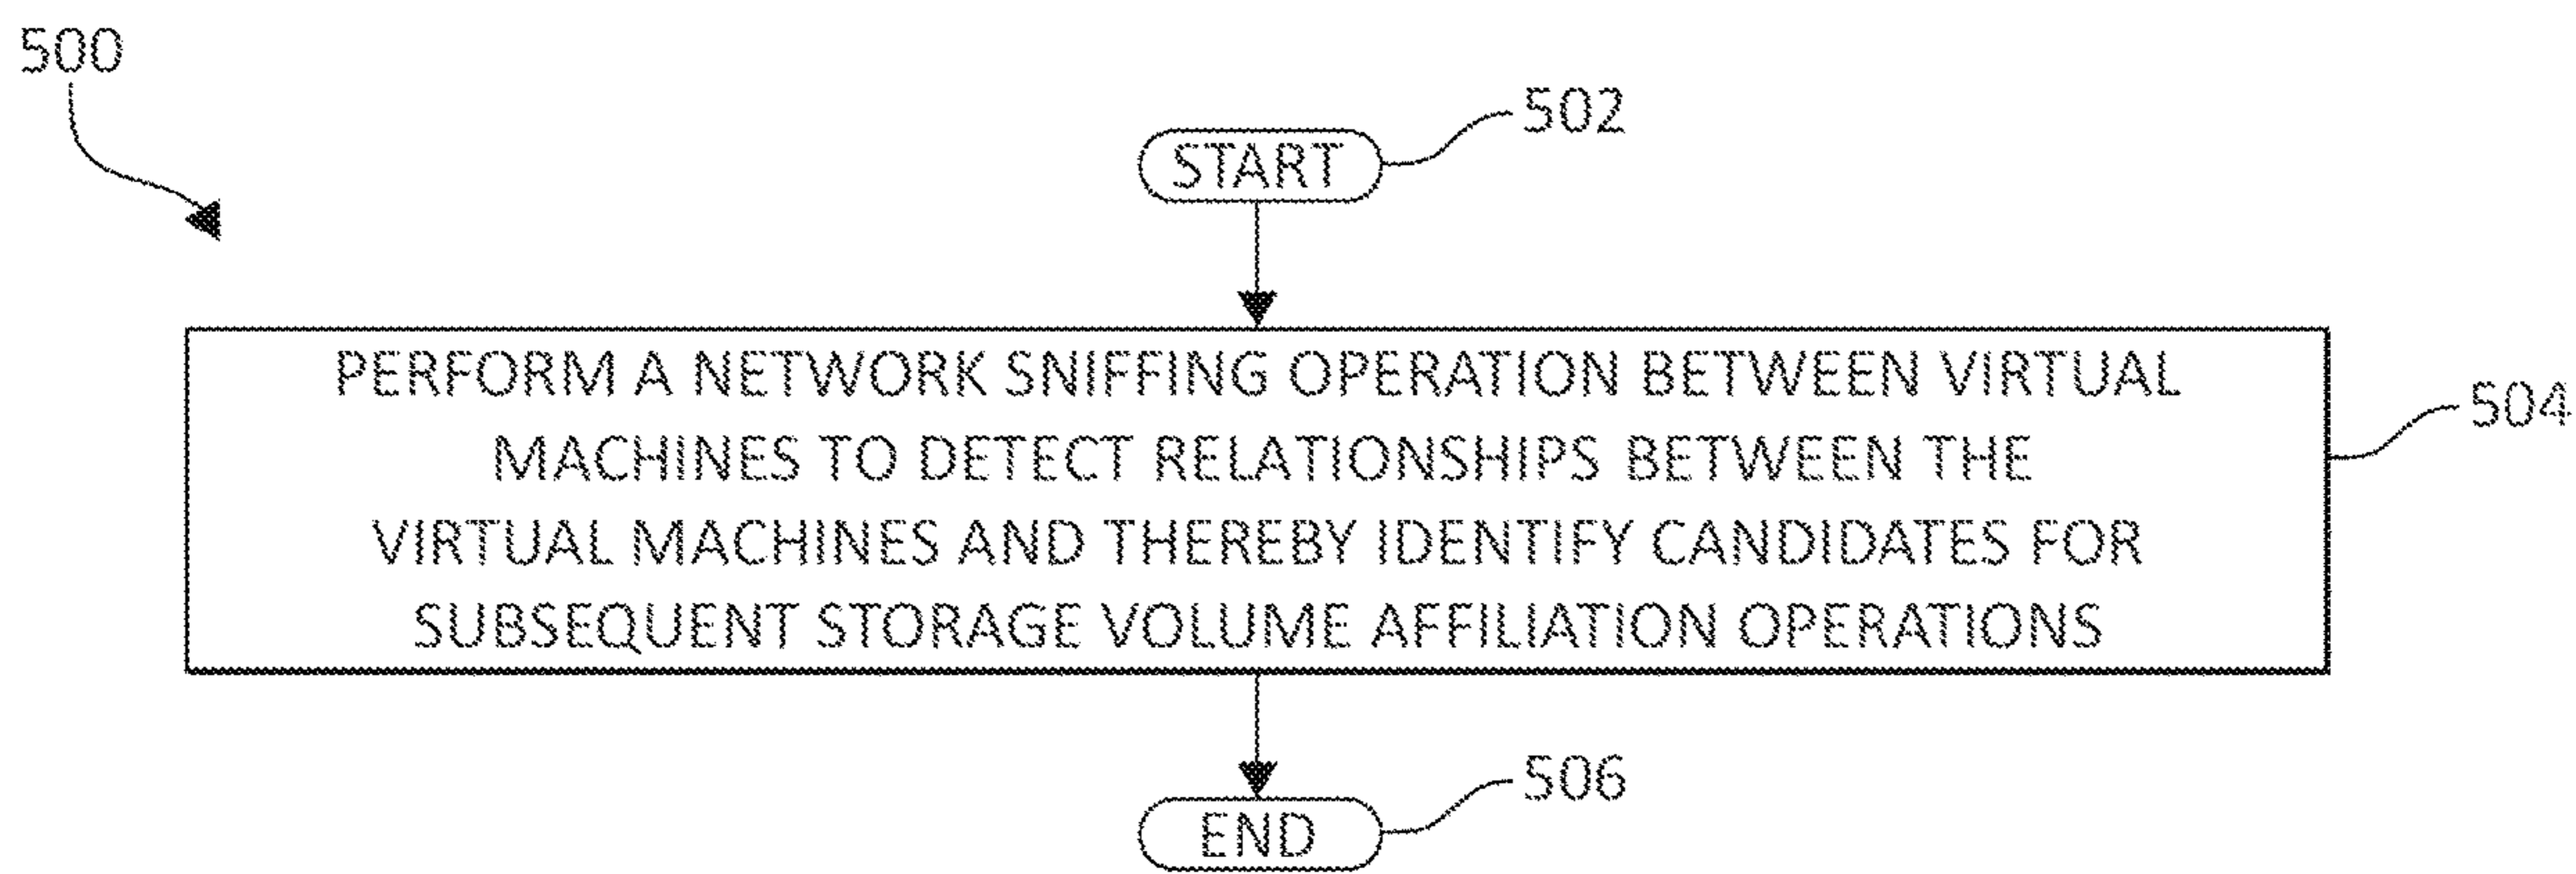 500
502
START
PERFORM A NETWORK SNIFFING OPERATION BETWEEN VIRTUAL
MACHINES TO DETECT RELATIONSHIPS BETWEEN THE
VIRTUAL MACHINES AND THEREBY IDENTIFY CANDIDATES FOR
SUBSEQUENT STORAGE VOLUME AFFILIATION OPERATIONS
504
506
END